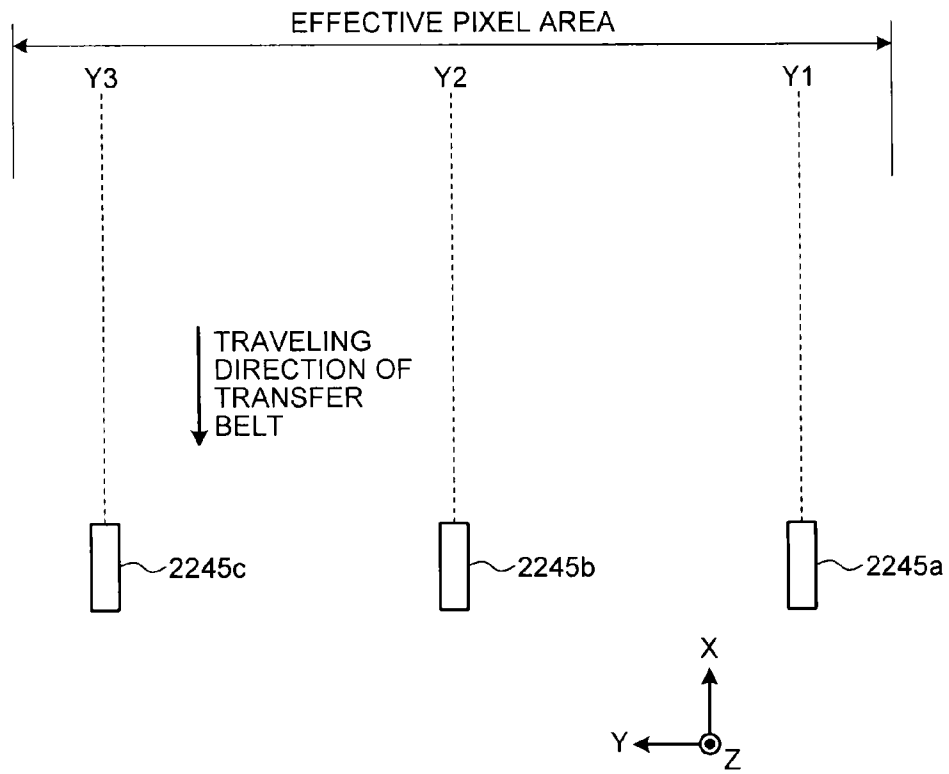 EFFECTIVE PIXEL AREA
Y3 Y2 Y1
TRAVELING
DIRECTION OF
TRANSFER
BELT
2245c 2245b 2245a
X
Y
Z